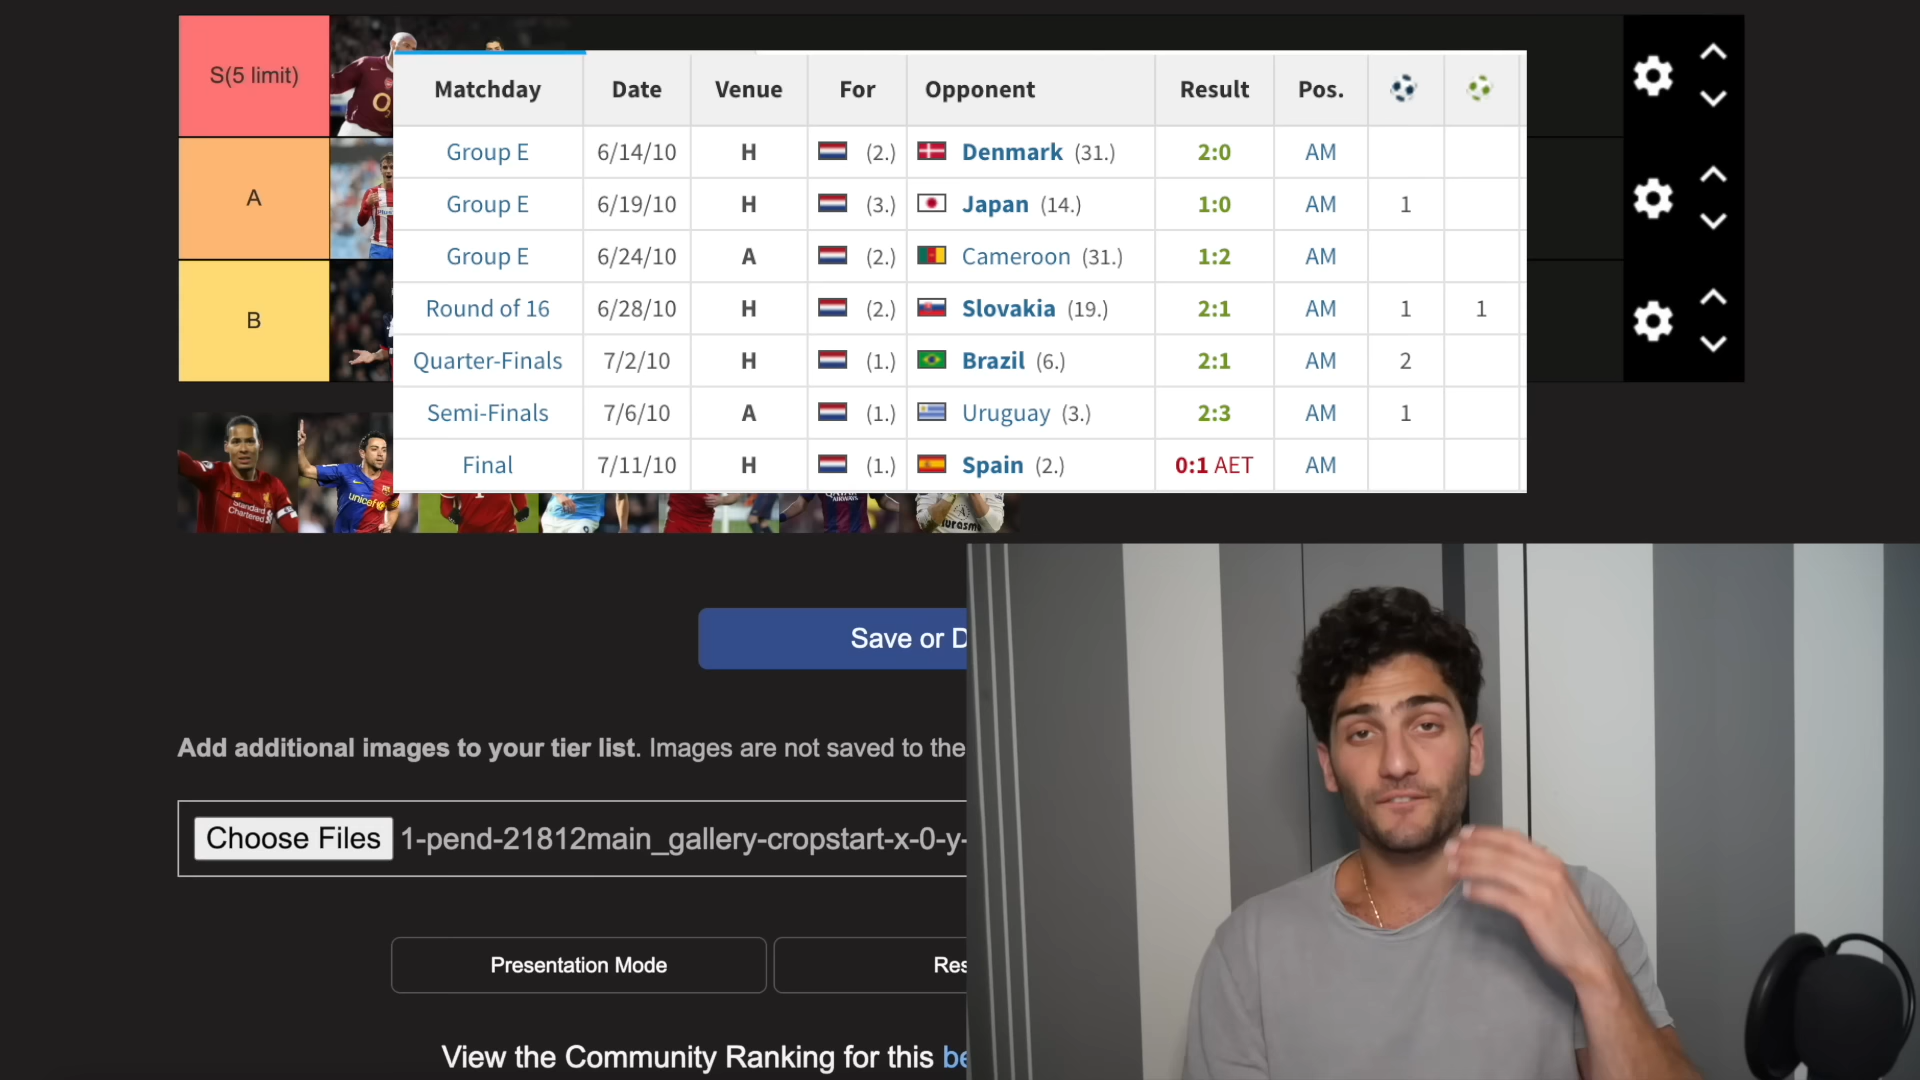 S(5 limit)
A
B
Matchday Date Venue For Opponent Result Pos.
Group E 6/14/10 H (2.) Denmark (31.) 2:0 AM
Group E 6/19/10 H (3.) Japan (14.) 1:0 AM 1
Group E 6/24/10 A (2.) Cameroon (31.) 1:2 AM
Round of 16 6/28/10 H (2.) Slovakia (19.) 2:1 AM 1 1
Quarter-Finals 7/2/10 H (1.) Brazil (6.) 2:1 AM 2
Semi-Finals 7/6/10 A (1.) Uruguay (3.) 2:3 AM 1
Final 7/11/10 H (1.) Spain (2.) 0:1 AET AM
Standard
Chartered
unicef
QATAR
AIRWAYS
Save or D
Add additional images to your tier list. Images are not saved to the
Choose Files 1-pend-21812main_gallery-cropstart-x-0-y-
Presentation Mode
Res
View the Community Ranking for this be